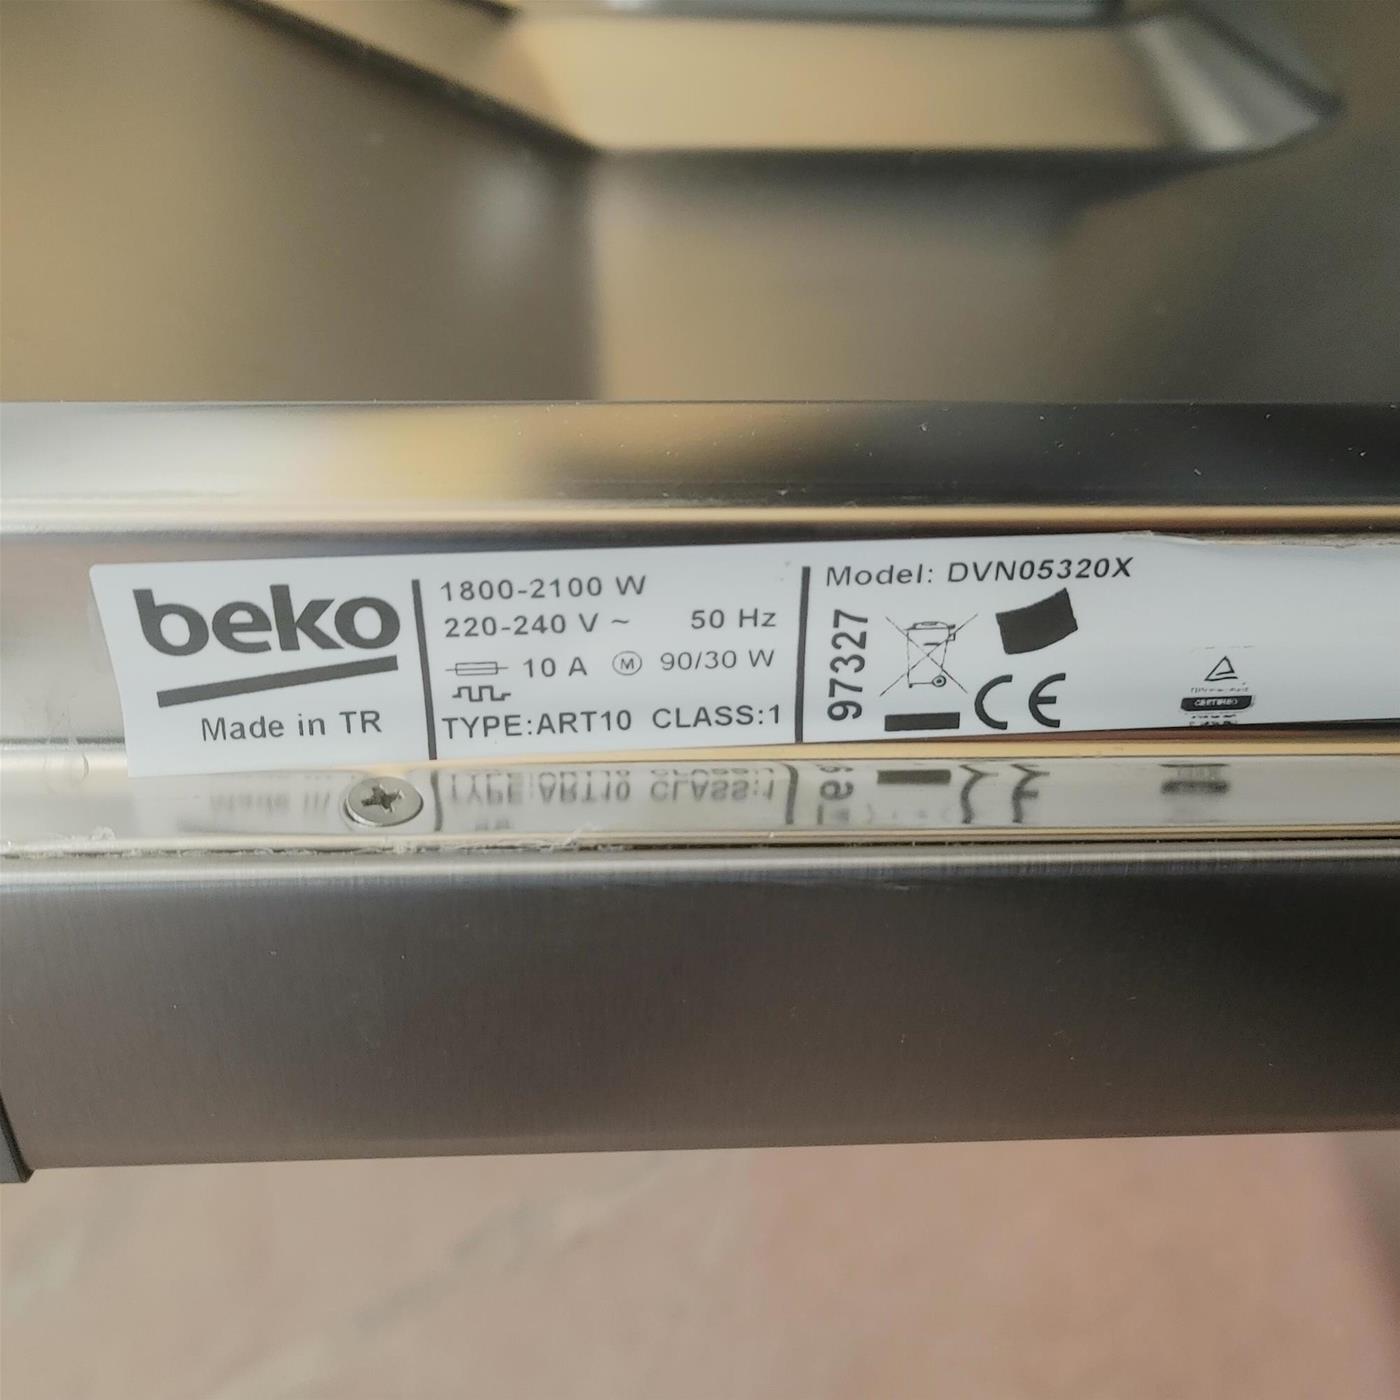 beko
Made in TR
1800-2100 W
220-240 V ~ 50 Hz
10 A M 90/30 W
TYPE:ART10 CLASS:1
Model: DVN05320X
97327
CE
CERTIFIED